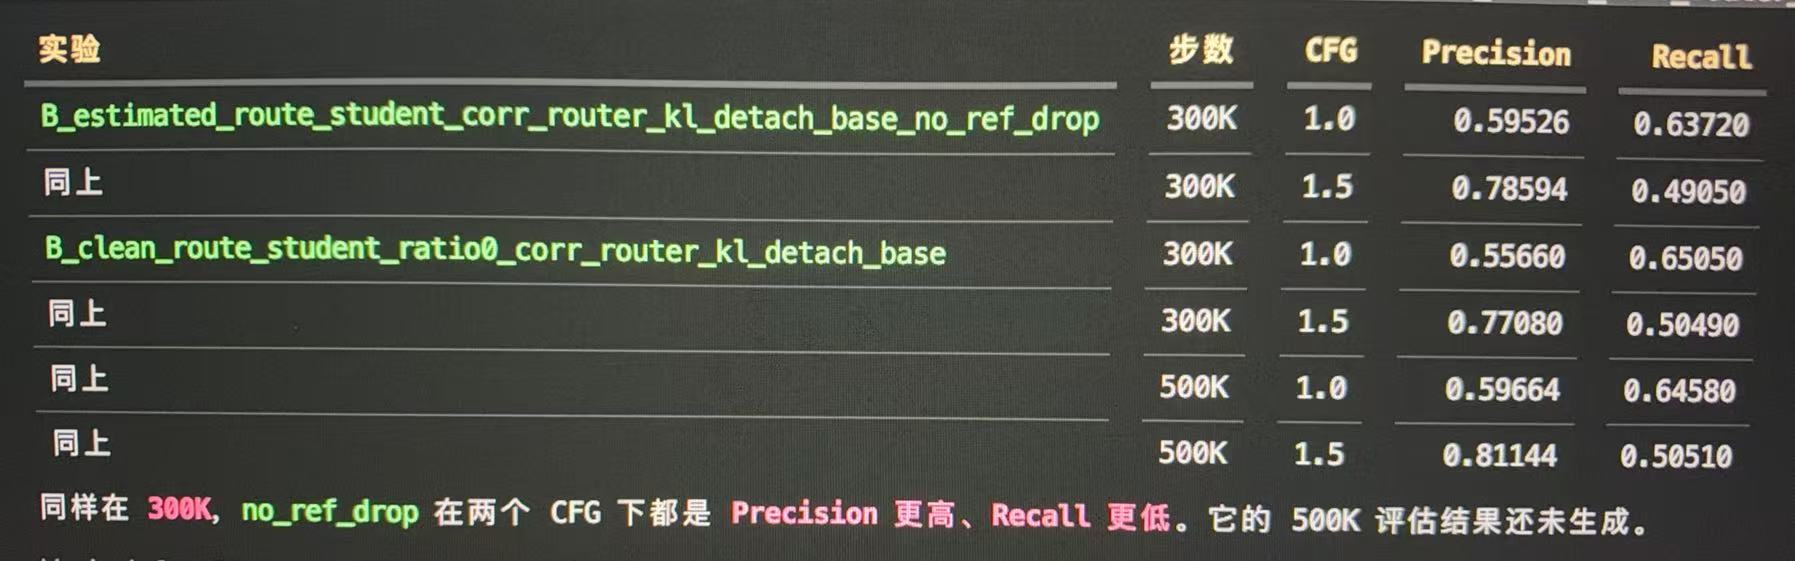 实验 步数 CFG Precision Recall
B_estimated_route_student_corr_router_kl_detach_base_no_ref_drop 300K 1.0 0.59526 0.63720
同上 300K 1.5 0.78594 0.49050
B_clean_route_student_ratio0_corr_router_kl_detach_base 300K 1.0 0.55660 0.65050
同上 300K 1.5 0.77080 0.50490
同上 500K 1.0 0.59664 0.64580
同上 500K 1.5 0.81144 0.50510
同样在 300K, no_ref_drop 在两个 CFG 下都是 Precision 更高、Recall 更低。它的 500K 评估结果还未生成。